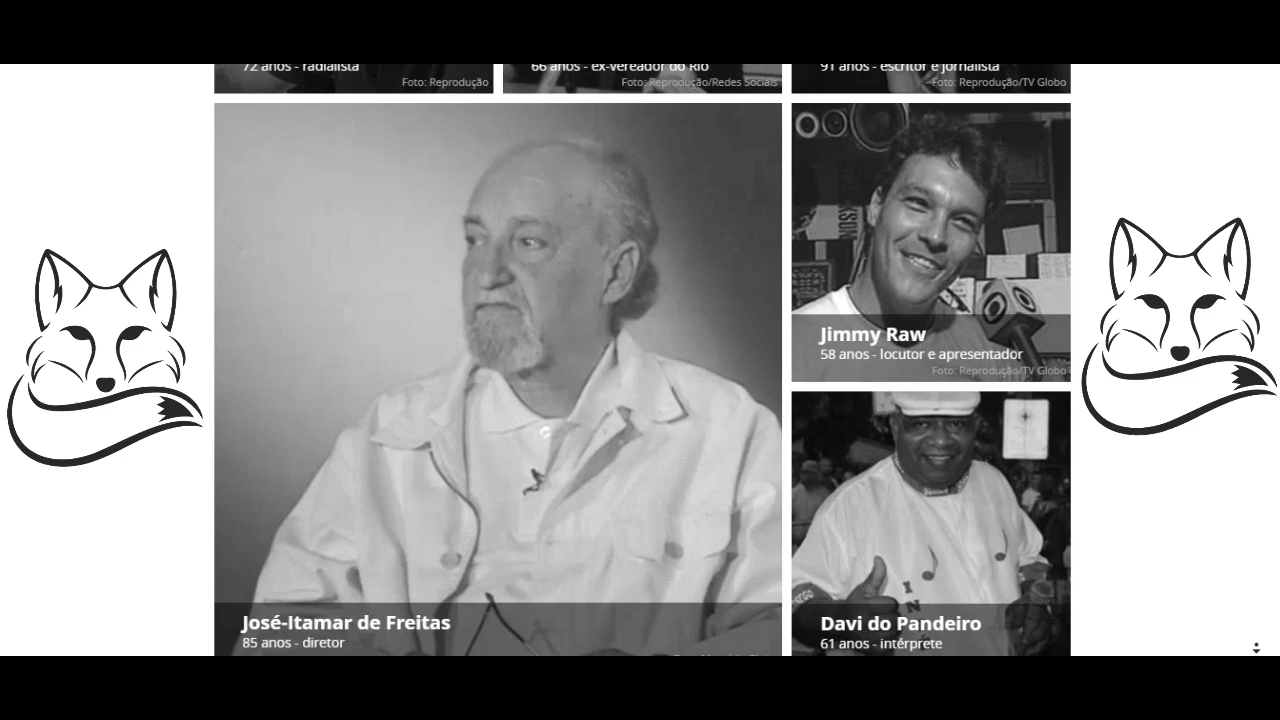 72 anos - radialista
Foto: Reprodução
66 anos - ex-vereador do Rio
Foto: Reprodução/Redes Sociais
91 anos - escritor e jornalista
Foto: Reprodução/TV Globo
José-Itamar de Freitas
85 anos - diretor
Jimmy Raw
58 anos - locutor e apresentador
Foto: Reprodução/TV Globo
Davi do Pandeiro
61 anos - intérprete